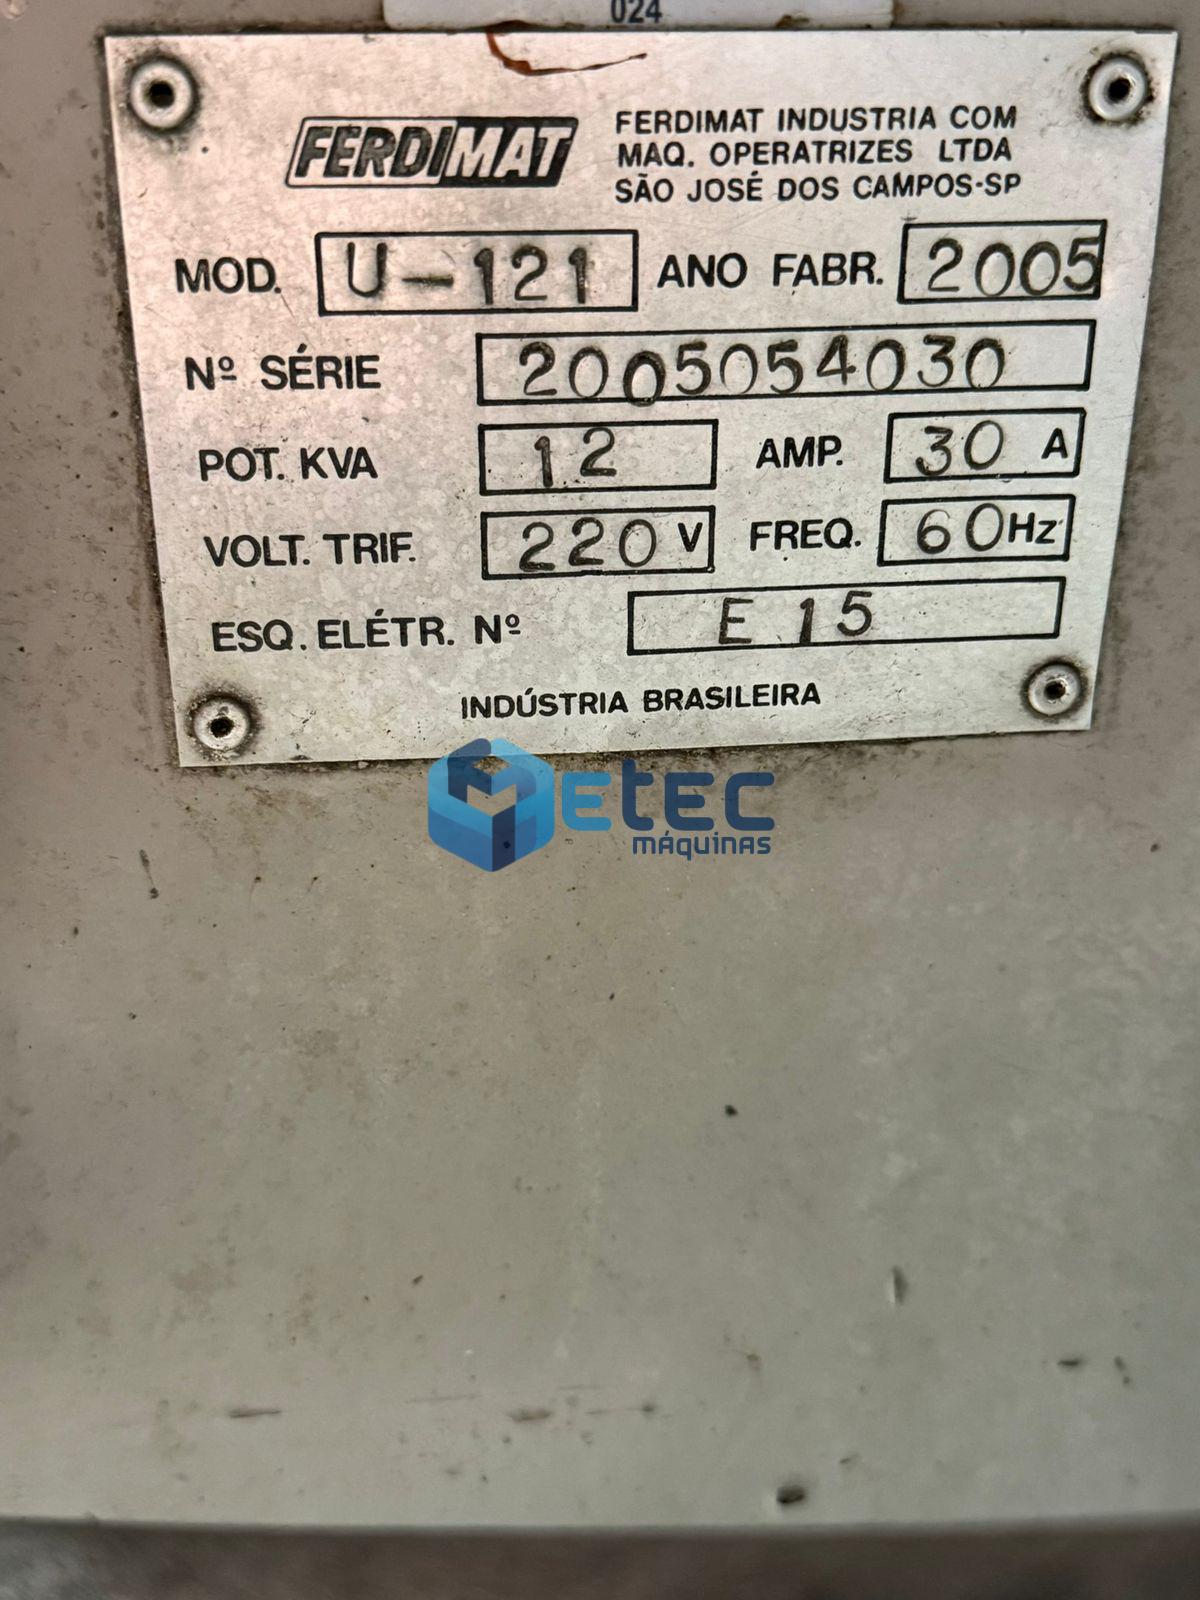 024
FERDIMAT
FERDIMAT INDUSTRIA COM
MAQ. OPERATRIZES LTDA
SÃO JOSÉ DOS CAMPOS-SP
MOD. U-121 ANO FABR. 2005
Nº SÉRIE 2005054030
POT. KVA 12 AMP. 30 A
VOLT. TRIF. 220 V FREQ. 60 Hz
ESQ. ELÉTR. Nº E 15
INDÚSTRIA BRASILEIRA
METEC
MÁQUINAS